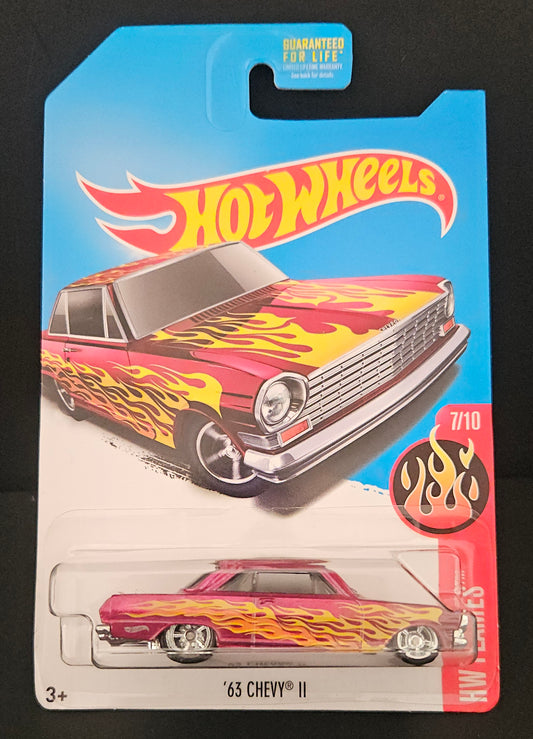 GUARANTEED
FOR LIFE*
LIMITED LIFETIME WARRANTY.
See back for details
HOT WHEELS®
7/10
HW FLAMES
3+
'63 CHEVY® II